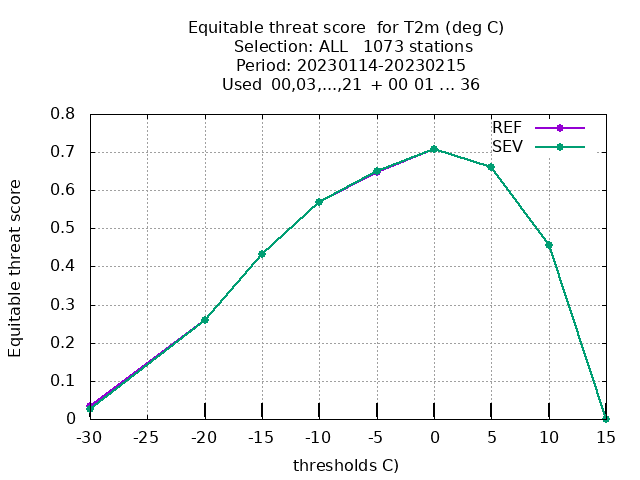 Equitable threat score for T2m (deg C)
Selection: ALL 1073 stations
Period: 20230114-20230215
Used 00,03,...,21 + 00 01 ... 36
REF
SEV
Equitable threat score
0.8
0.7
0.6
0.5
0.4
0.3
0.2
0.1
0
-30 -25 -20 -15 -10 -5 0 5 10 15
thresholds C)